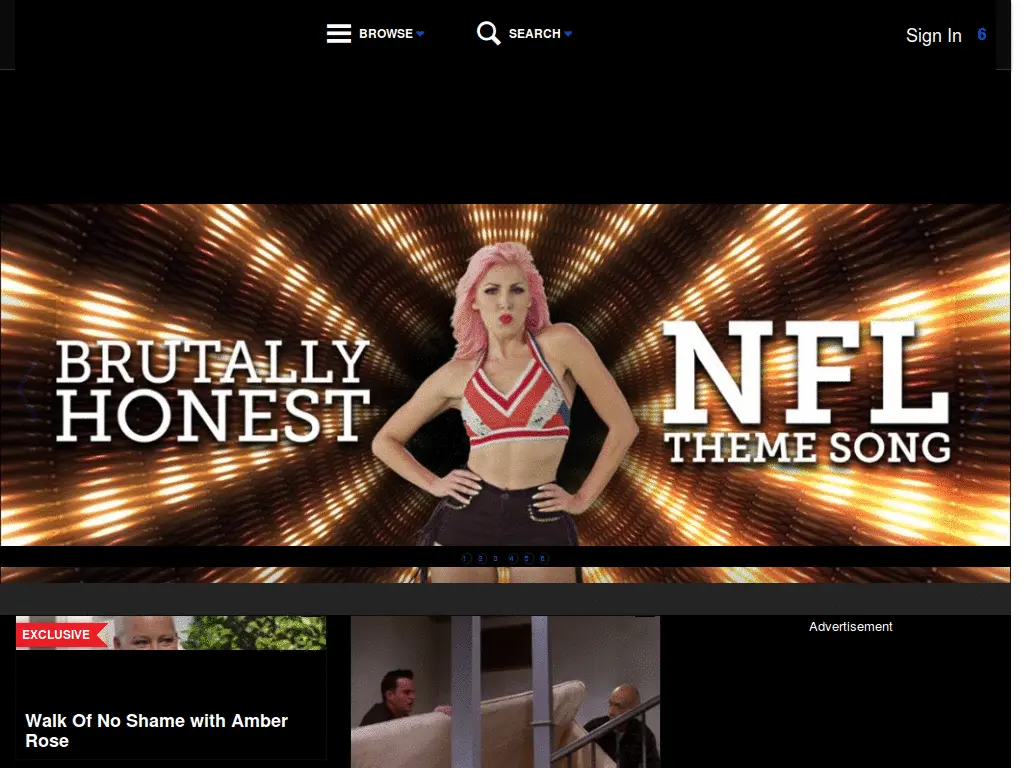 BROWSE
SEARCH
Sign In
6
BRUTALLY
HONEST
NFL
THEME SONG
1 2 3 4 5 6
EXCLUSIVE
Advertisement
Walk Of No Shame with Amber
Rose